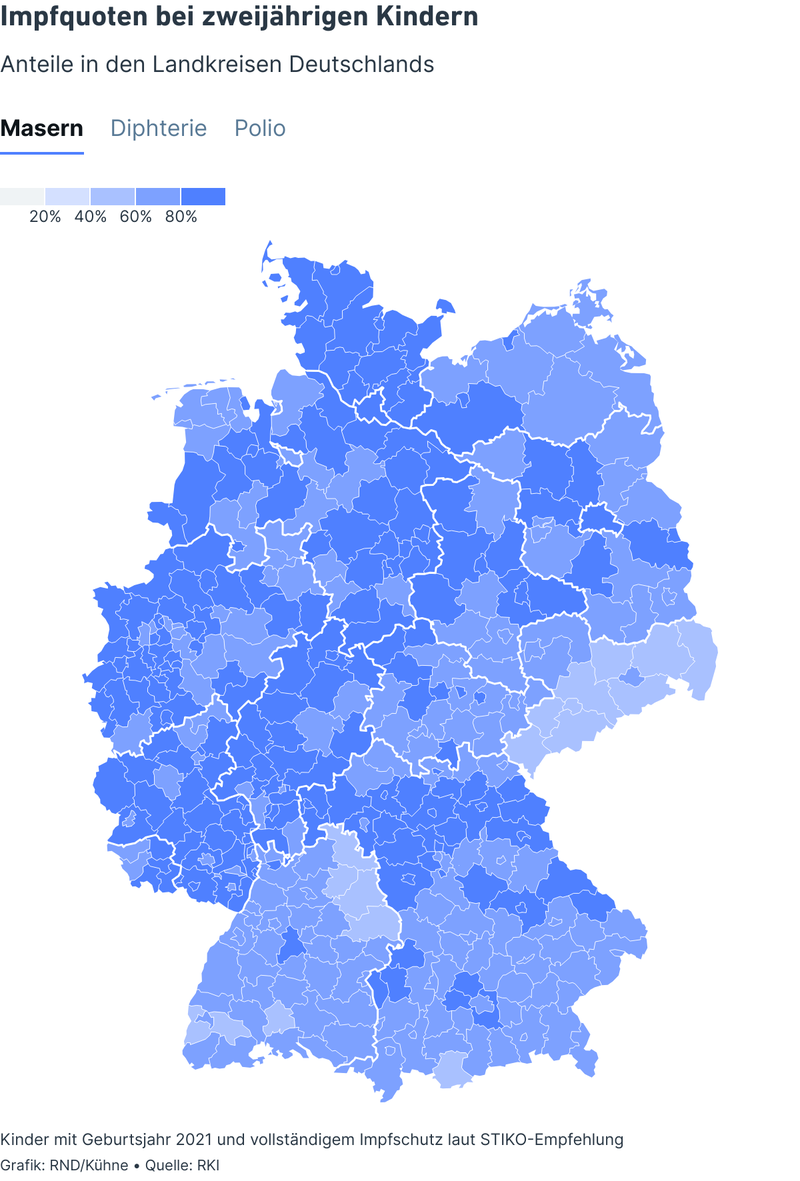 Impfquoten bei zweijährigen Kindern
Anteile in den Landkreisen Deutschlands
Masern Diphterie Polio
20% 40% 60% 80%
Kinder mit Geburtsjahr 2021 und vollständigem Impfschutz laut STIKO-Empfehlung
Grafik: RND/Kühne • Quelle: RKI